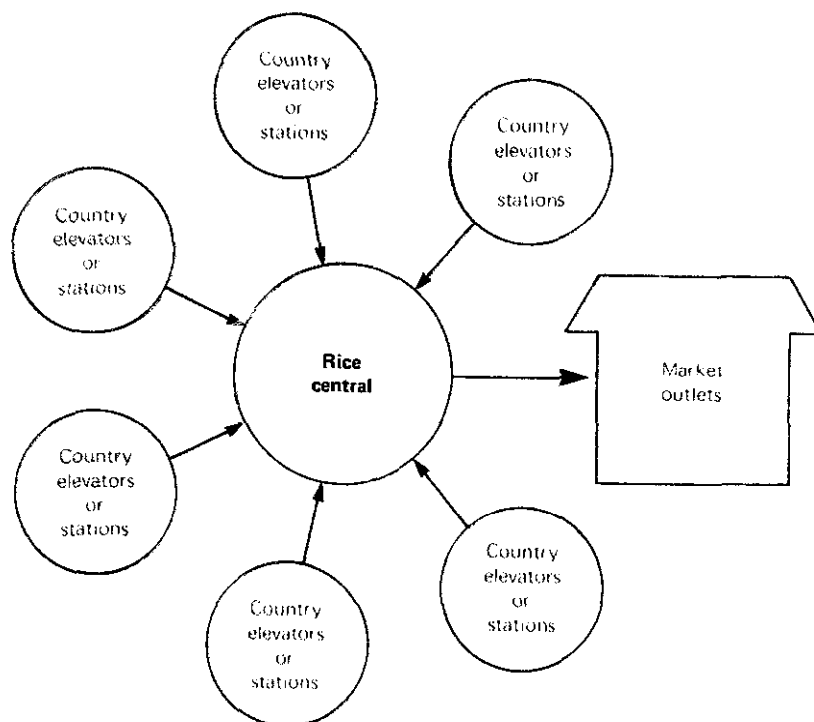 Country
elevators
or
stations
Country
elevators
or
stations
Country
elevators
or
stations
Rice
central
Market
outlets
Country
elevators
or
stations
Country
elevators
or
stations
Country
elevators
or
stations